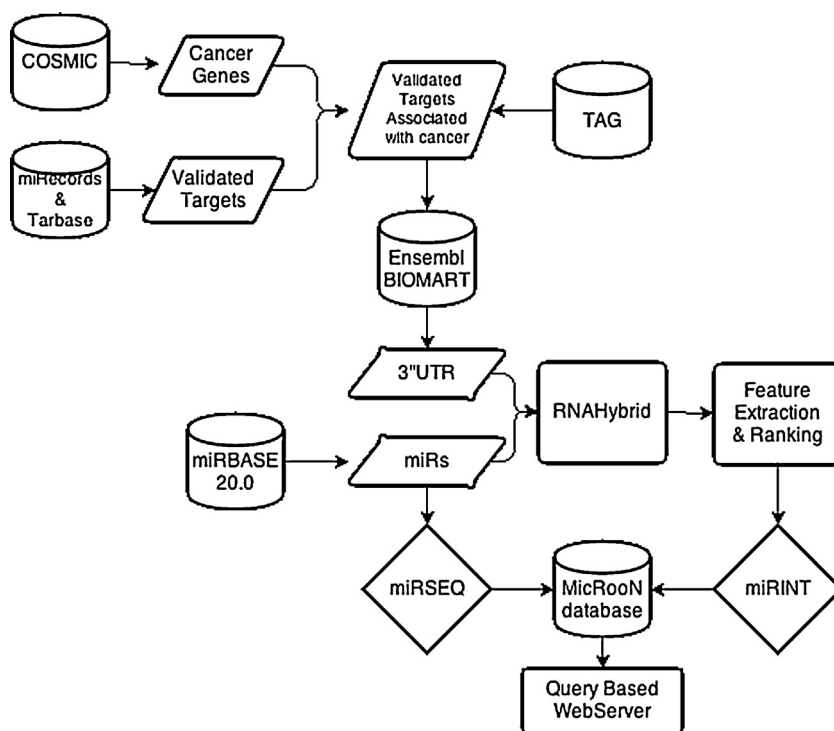 COSMIC
Cancer
Genes
Validated
Targets
Associated
with cancer
TAG
miRecords
&
Tarbase
Validated
Targets
Ensembl
BIOMART
3"UTR
RNAHybrid
Feature
Extraction
& Ranking
miRBASE
20.0
miRs
miRSEQ
MicRooN
database
miRINT
Query Based
WebServer